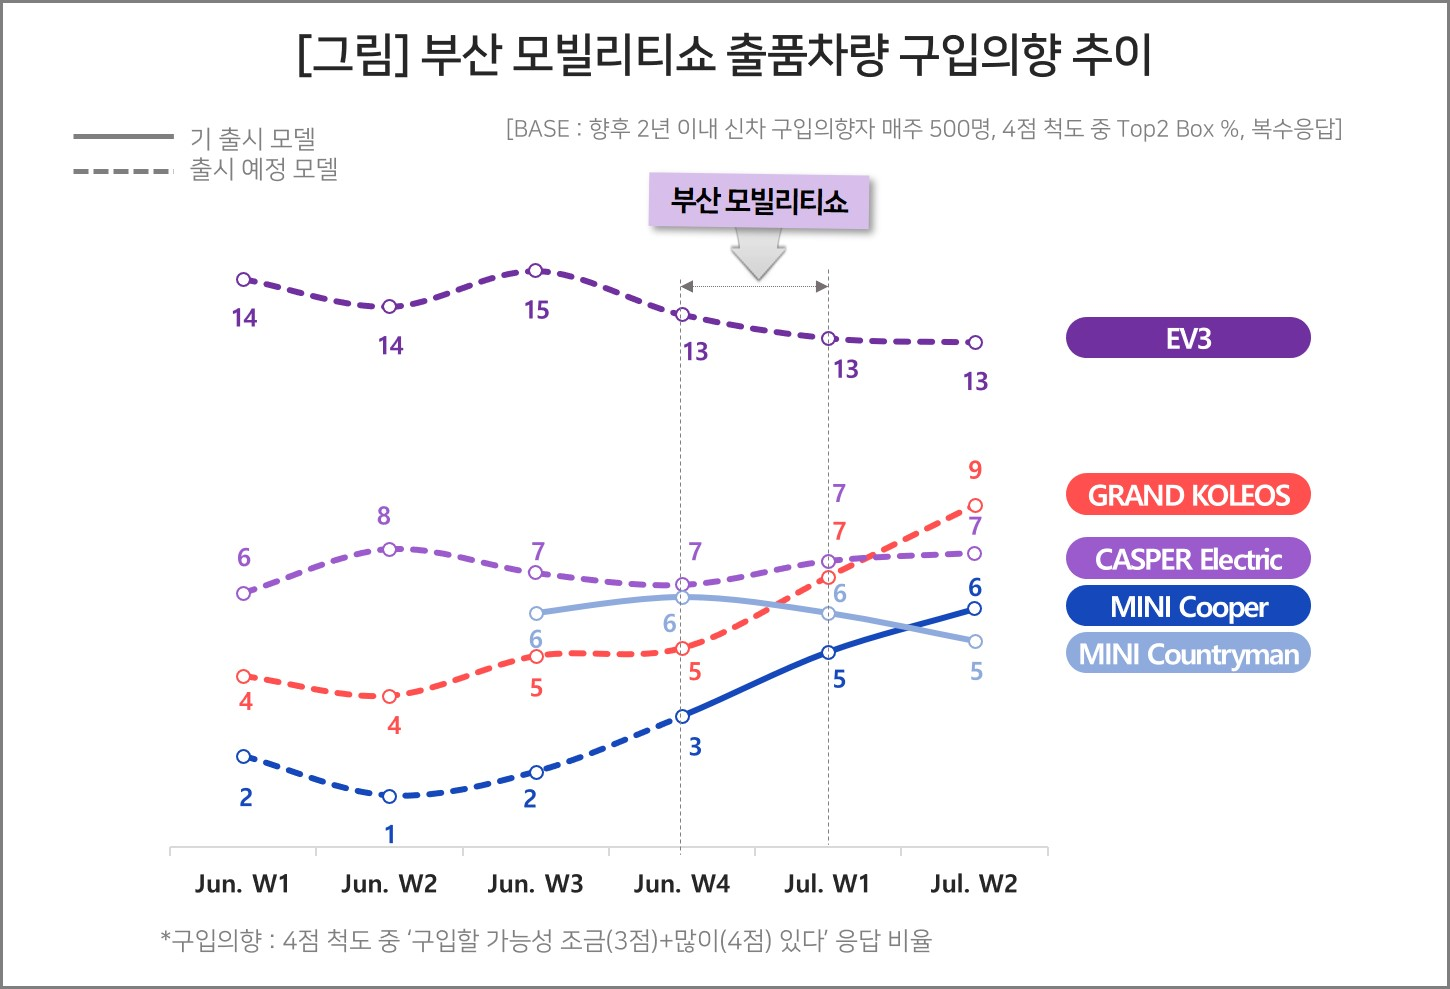 [그림] 부산 모빌리티쇼 출품차량 구입의향 추이
[BASE : 향후 2년 이내 신차 구입의향자 매주 500명, 4점 척도 중 Top2 Box %, 복수응답]
기 출시 모델
출시 예정 모델
부산 모빌리티쇼
14 14 15 13 13 13
EV3
4 4 5 5 7 9
GRAND KOLEOS
6 8 7 7 7 7
CASPER Electric
2 1 2 3 5 6
MINI Cooper
6 6 6 5
MINI Countryman
Jun. W1 Jun. W2 Jun. W3 Jun. W4 Jul. W1 Jul. W2
*구입의향 : 4점 척도 중 ‘구입할 가능성 조금(3점)+많이(4점) 있다’ 응답 비율